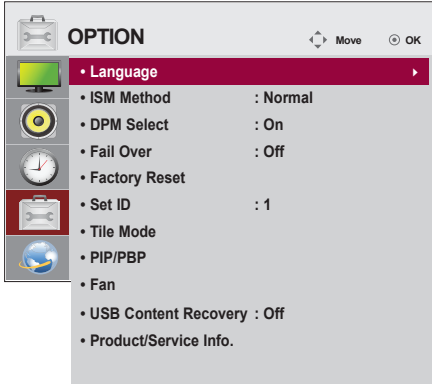 OPTION Move OK
• Language
• ISM Method : Normal
• DPM Select : On
• Fail Over : Off
• Factory Reset
• Set ID : 1
• Tile Mode
• PIP/PBP
• Fan
• USB Content Recovery : Off
• Product/Service Info.